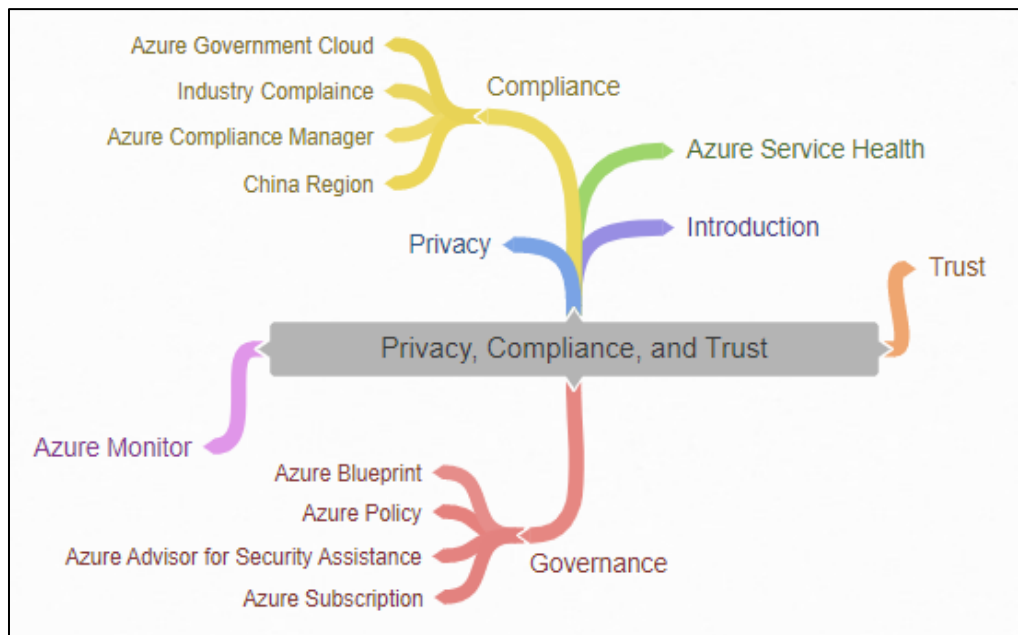 Azure Government Cloud
Industry Complaince
Azure Compliance Manager
China Region
Compliance
Azure Service Health
Introduction
Privacy
Trust
Privacy, Compliance, and Trust
Azure Monitor
Azure Blueprint
Azure Policy
Azure Advisor for Security Assistance
Azure Subscription
Governance